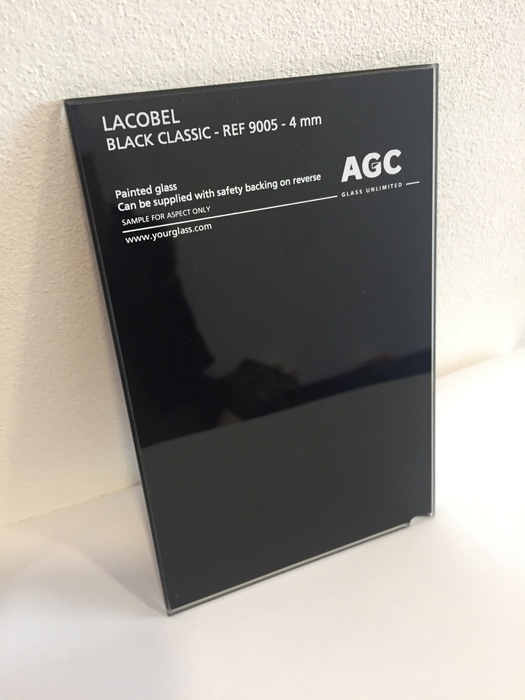 LACOBEL
BLACK CLASSIC - REF 9005 - 4 mm
Painted glass
Can be supplied with safety backing on reverse
SAMPLE FOR ASPECT ONLY
www.yourglass.com
AGC
GLASS UNLIMITED